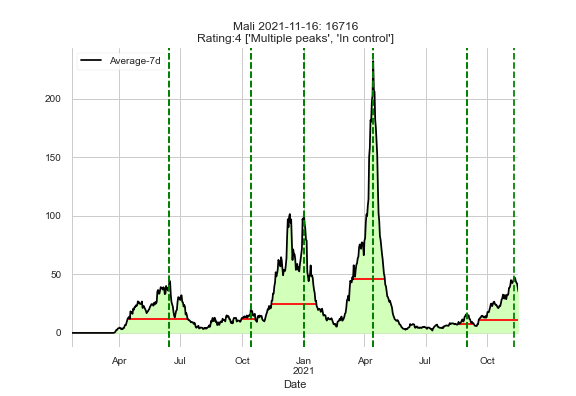 Mali 2021-11-16: 16716
Rating:4 ['Multiple peaks', 'In control']
Average-7d
200
150
100
50
0
Apr Jul Oct Jan Apr Jul Oct
2021
Date